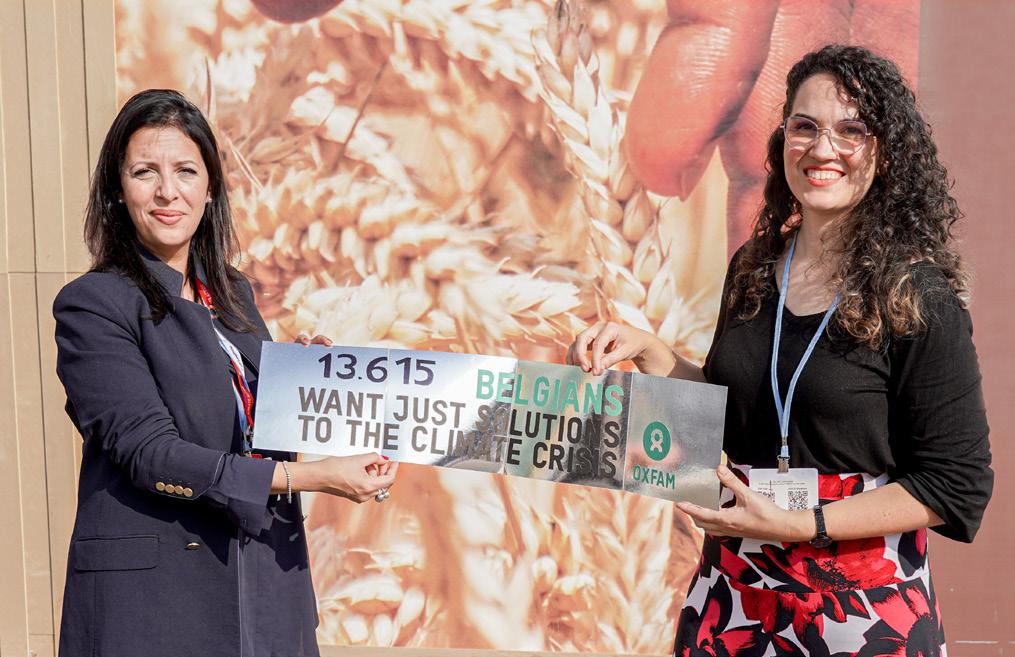 13.615 BELGIANS
WANT JUST SOLUTIONS
TO THE CLIMATE CRISIS
OXFAM